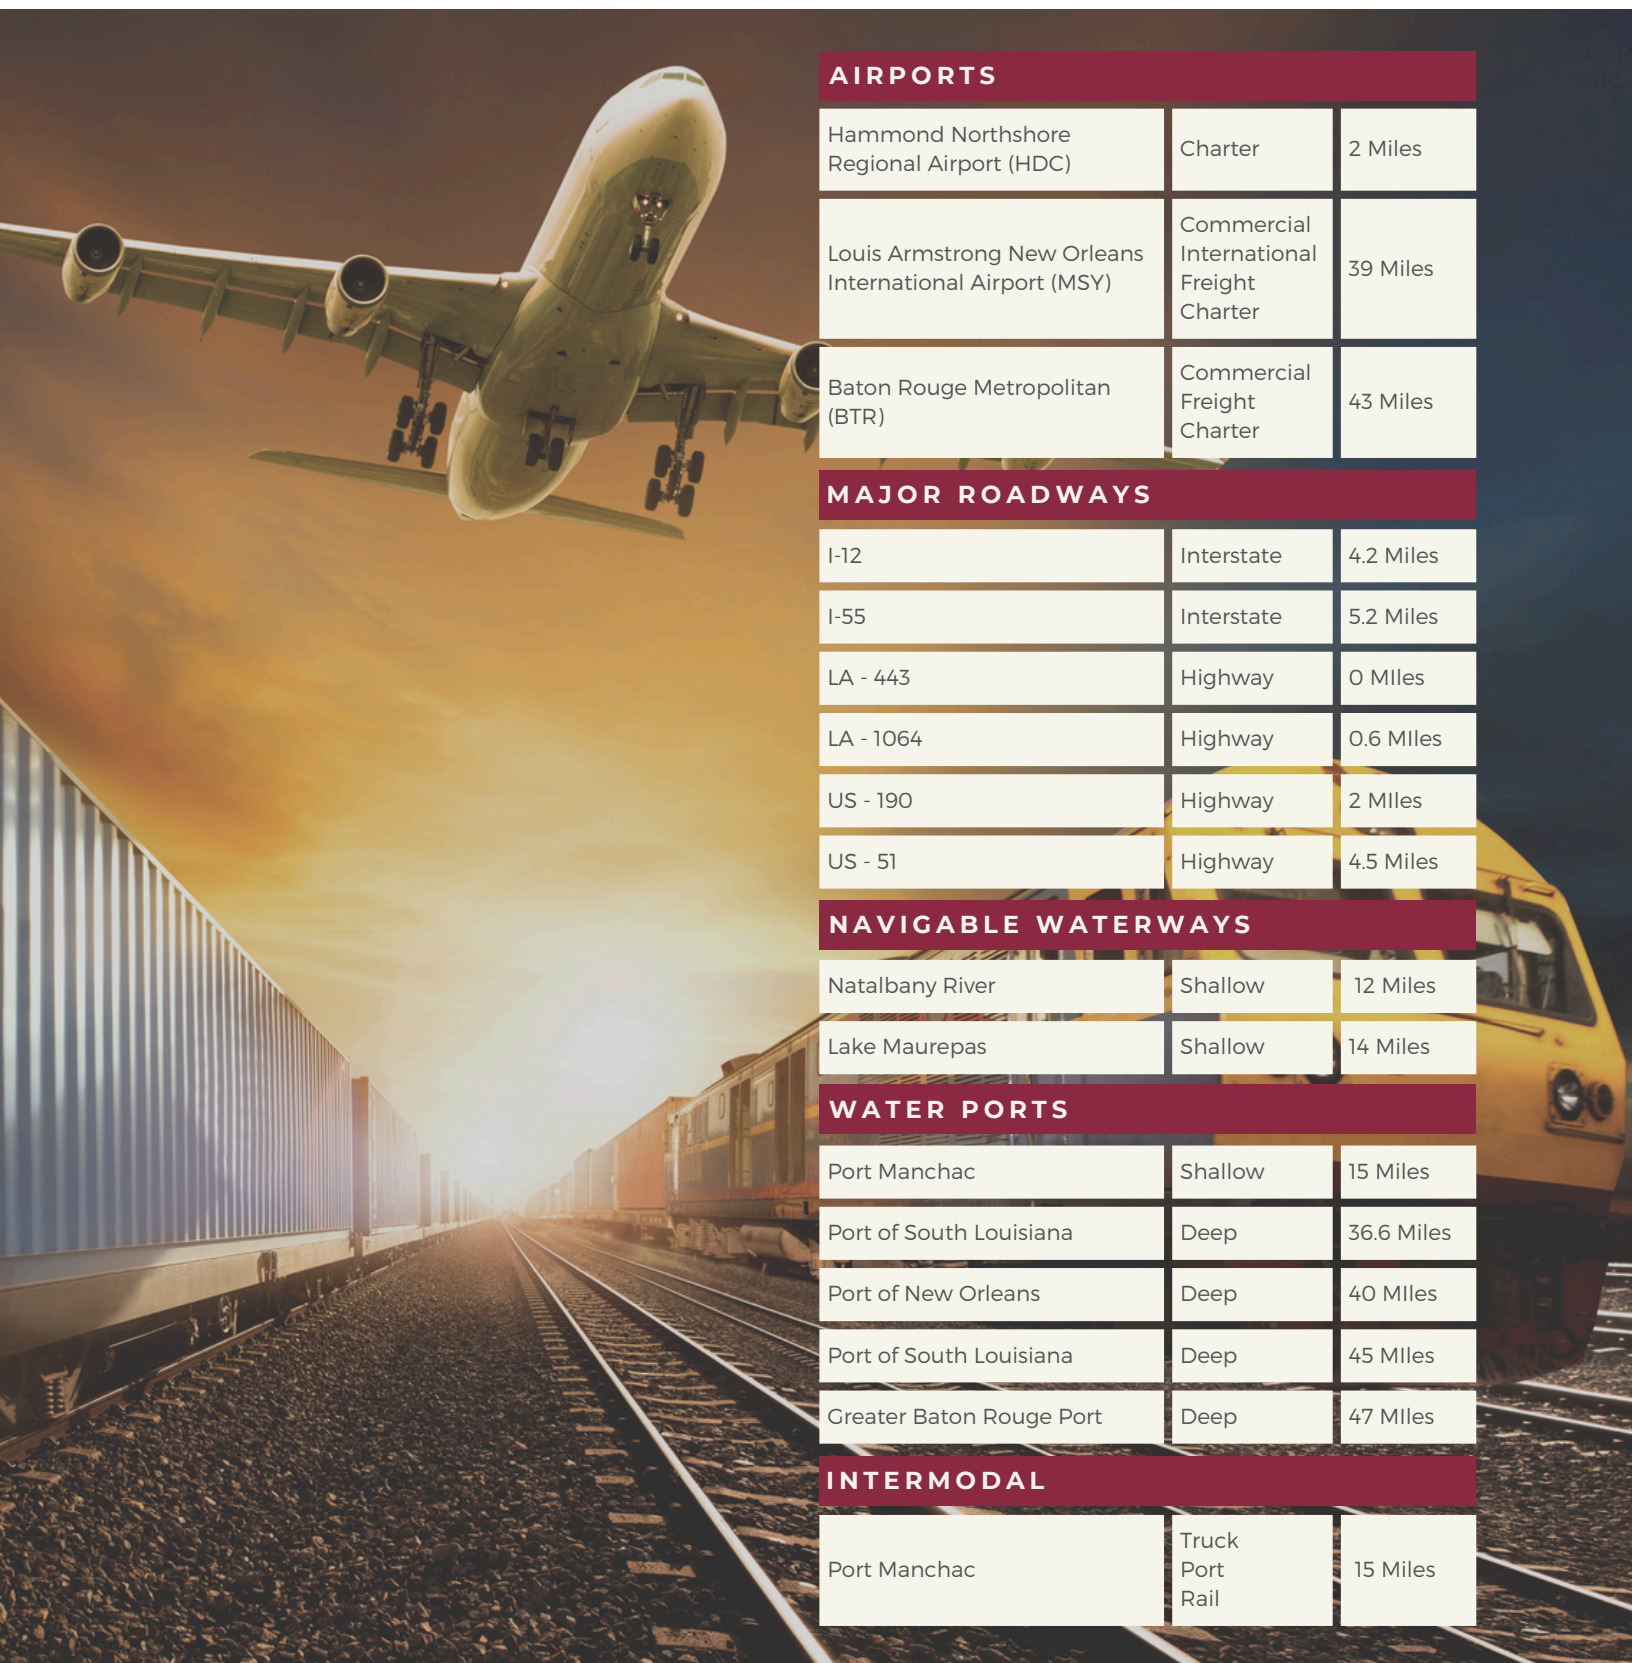 AIRPORTS
Hammond Northshore
Regional Airport (HDC)
Charter
2 Miles
Louis Armstrong New Orleans
International Airport (MSY)
Commercial
International
Freight
Charter
39 Miles
Baton Rouge Metropolitan
(BTR)
Commercial
Freight
Charter
43 Miles
MAJOR ROADWAYS
I-12
Interstate
4.2 Miles
I-55
Interstate
5.2 Miles
LA - 443
Highway
0 MIles
LA - 1064
Highway
0.6 MIles
US - 190
Highway
2 MIles
US - 51
Highway
4.5 Miles
NAVIGABLE WATERWAYS
Natalbany River
Shallow
12 Miles
Lake Maurepas
Shallow
14 Miles
WATER PORTS
Port Manchac
Shallow
15 Miles
Port of South Louisiana
Deep
36.6 Miles
Port of New Orleans
Deep
40 MIles
Port of South Louisiana
Deep
45 MIles
Greater Baton Rouge Port
Deep
47 MIles
INTERMODAL
Port Manchac
Truck
Port
Rail
15 Miles